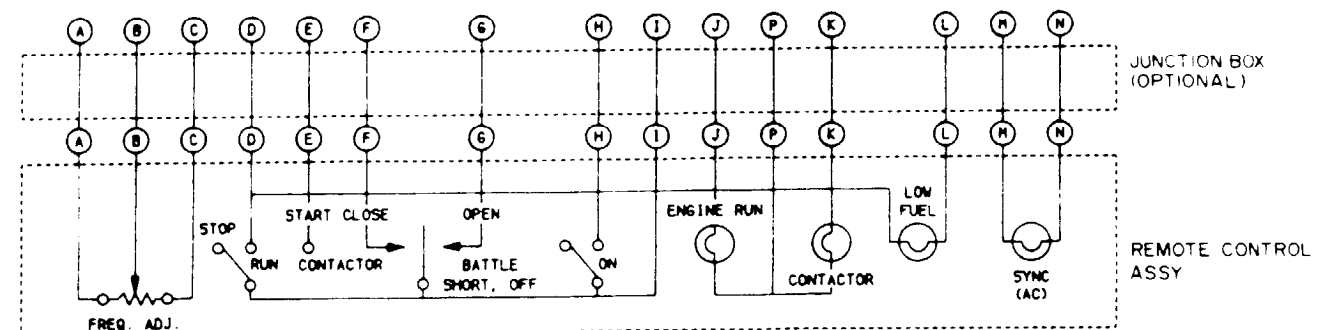 A B C D E F G H I J P K L M N
JUNCTION BOX
(OPTIONAL)
A B C D E F G H I J P K L M N
LOW
FUEL
START CLOSE OPEN ENGINE RUN
STOP
RUN CONTACTOR BATTLE
SHORT, OFF
ON
CONTACTOR
SYNC
(AC)
REMOTE CONTROL
ASSY
FREQ. ADJ.